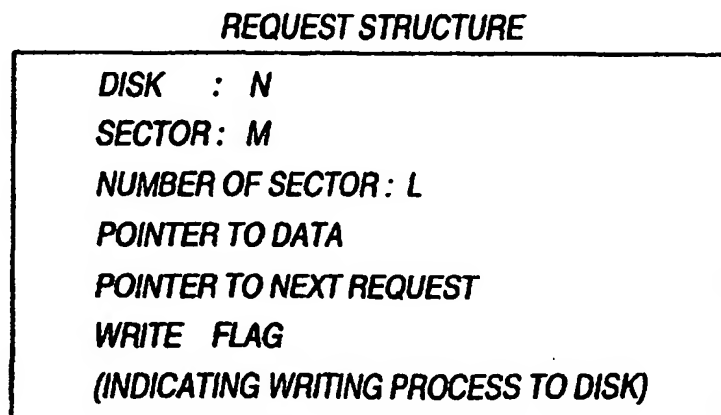 REQUEST STRUCTURE
DISK : N
SECTOR : M
NUMBER OF SECTOR : L
POINTER TO DATA
POINTER TO NEXT REQUEST
WRITE FLAG
(INDICATING WRITING PROCESS TO DISK)